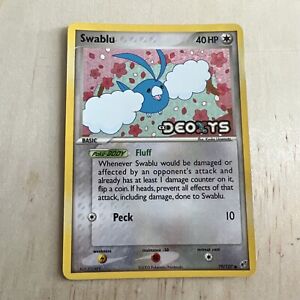 Swablu 40 HP
EX DEOXYS
BASIC
Poké-BODY Fluff
Whenever Swablu would be damaged or
affected by an opponent's attack and
already has at least 1 damage counter on it,
flip a coin. If heads, prevent all effects of that
attack, including damage, done to Swablu.
Peck 10
weakness resistance -30 retreat cost